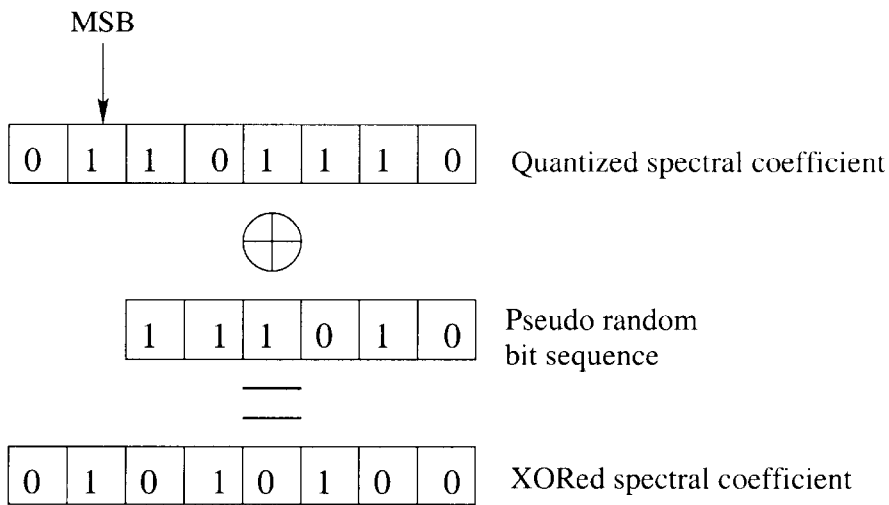 MSB
0 1 1 0 1 1 1 0 Quantized spectral coefficient
1 1 1 0 1 0 Pseudo random
bit sequence
0 1 0 1 0 1 0 0 XORed spectral coefficient